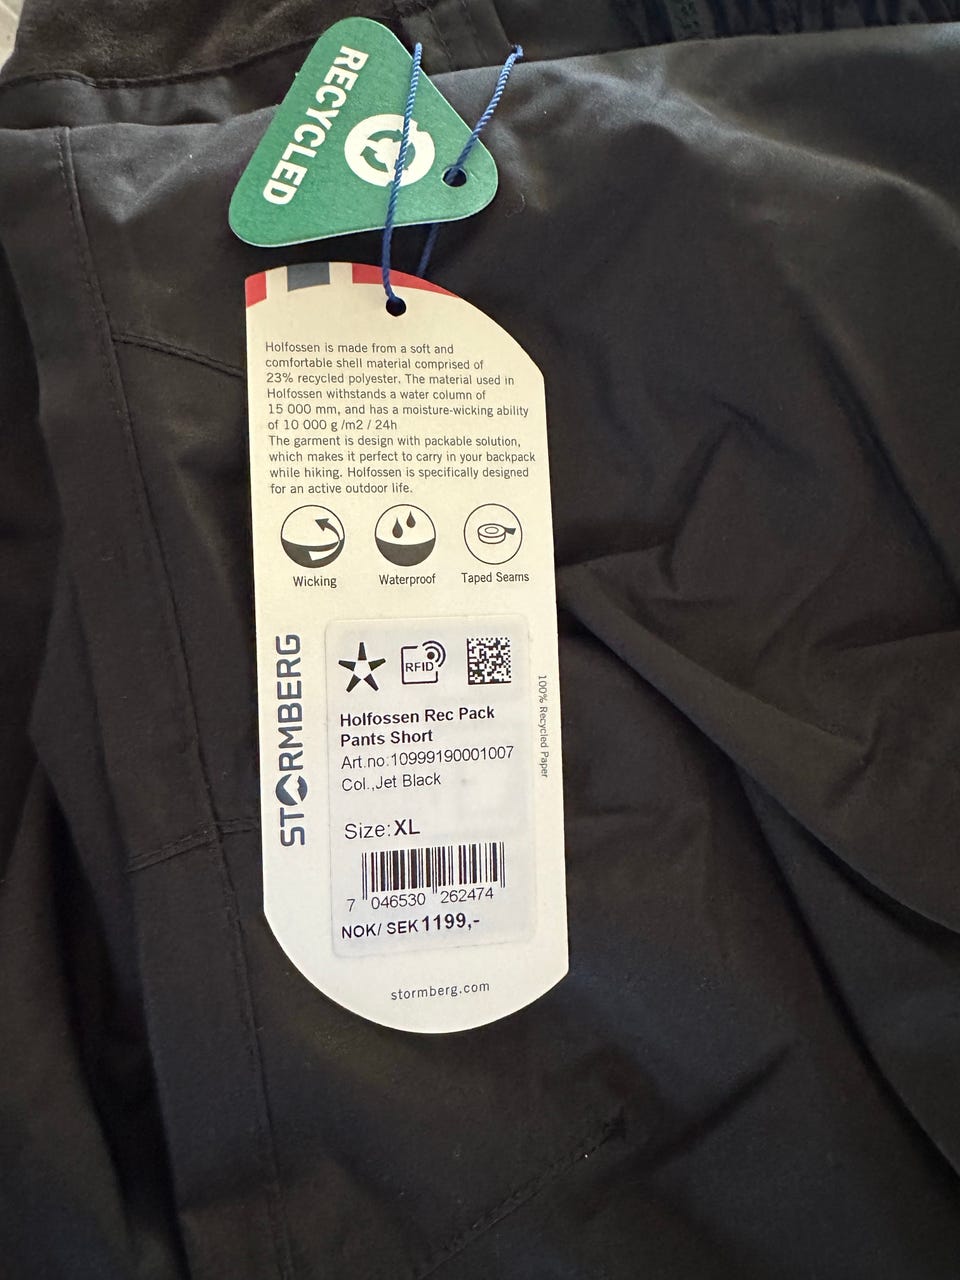 RECYCLED
Holfossen is made from a soft and
comfortable shell material comprised of
23% recycled polyester. The material used in
Holfossen withstands a water column of
15 000 mm, and has a moisture-wicking ability
of 10 000 g /m2 / 24h
The garment is design with packable solution,
which makes it perfect to carry in your backpack
while hiking. Holfossen is specifically designed
for an active outdoor life.
Wicking Waterproof Taped Seams
STORMBERG
RFID
Holfossen Rec Pack
Pants Short
Art.no:10999190001007
Col.,Jet Black
Size:XL
7 046530 262474
NOK/ SEK 1199,-
100% Recycled Paper
stormberg.com